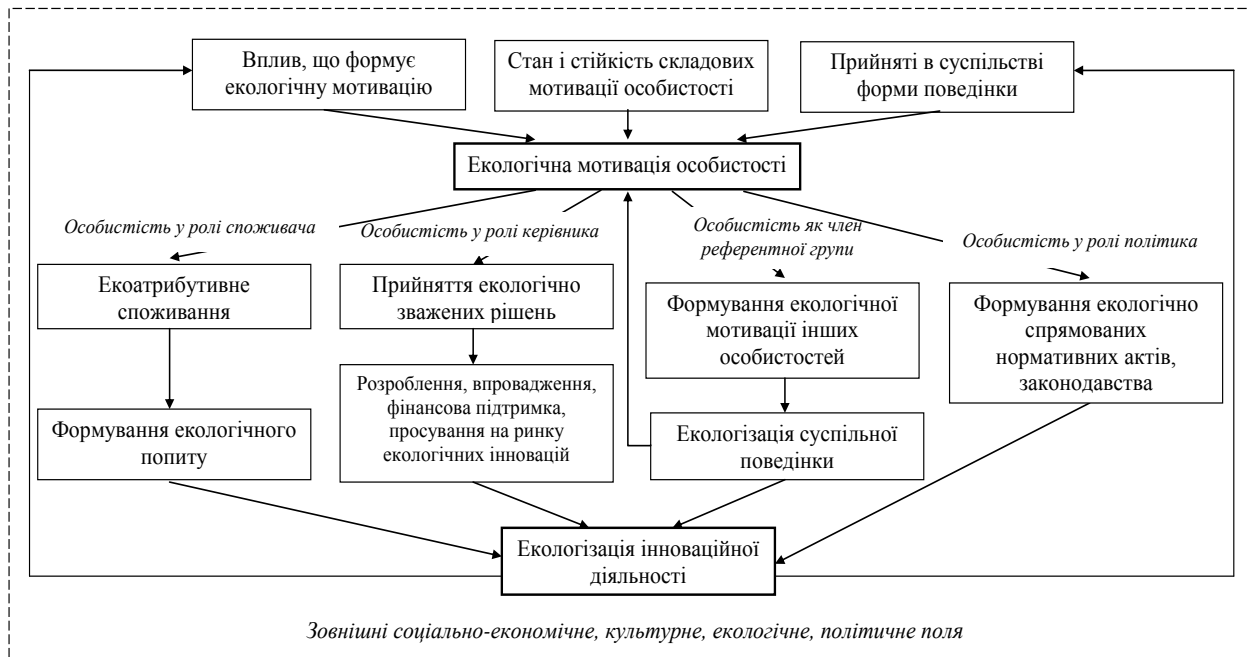 Вплив, що формує
екологічну мотивацію
Стан і стійкість складових
мотивації особистості
Прийняті в суспільстві
форми поведінки
Екологічна мотивація особистості
Особистість у ролі споживача
Особистість у ролі керівника
Особистість як член
референтної групи
Особистість у ролі політика
Екоатрибутивне
споживання
Прийняття екологічно
зважених рішень
Формування екологічної
мотивації інших
особистостей
Формування екологічно
спрямованих
нормативних актів,
законодавства
Формування екологічного
попиту
Розроблення, впровадження,
фінансова підтримка,
просування на ринку
екологічних інновацій
Екологізація суспільної
поведінки
Екологізація інноваційної
діяльності
Зовнішні соціально-економічне, культурне, екологічне, політичне поля